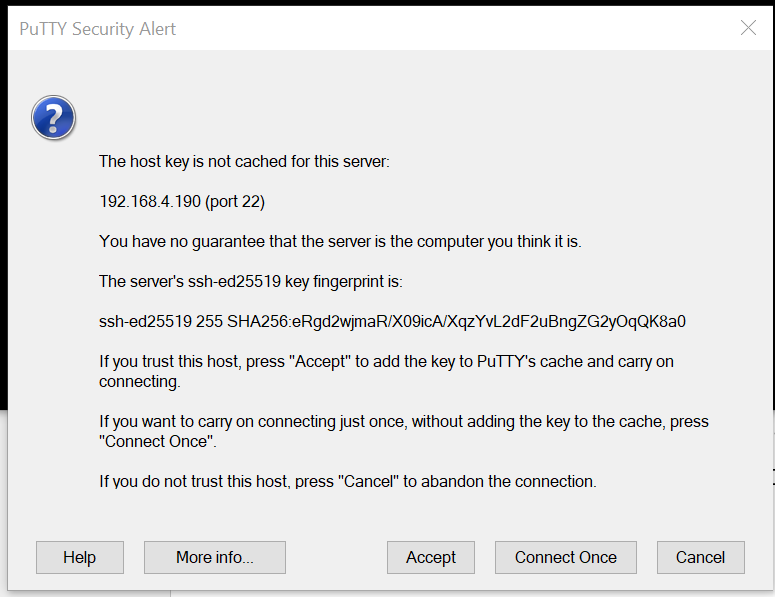 PuTTY Security Alert
The host key is not cached for this server:
192.168.4.190 (port 22)
You have no guarantee that the server is the computer you think it is.
The server's ssh-ed25519 key fingerprint is:
ssh-ed25519 255 SHA256:eRgd2wjmaR/X09icA/XqzYvL2dF2uBngZG2yOqQK8a0
If you trust this host, press "Accept" to add the key to PuTTY's cache and carry on
connecting.
If you want to carry on connecting just once, without adding the key to the cache, press
"Connect Once".
If you do not trust this host, press "Cancel" to abandon the connection.
Help More info... Accept Connect Once Cancel